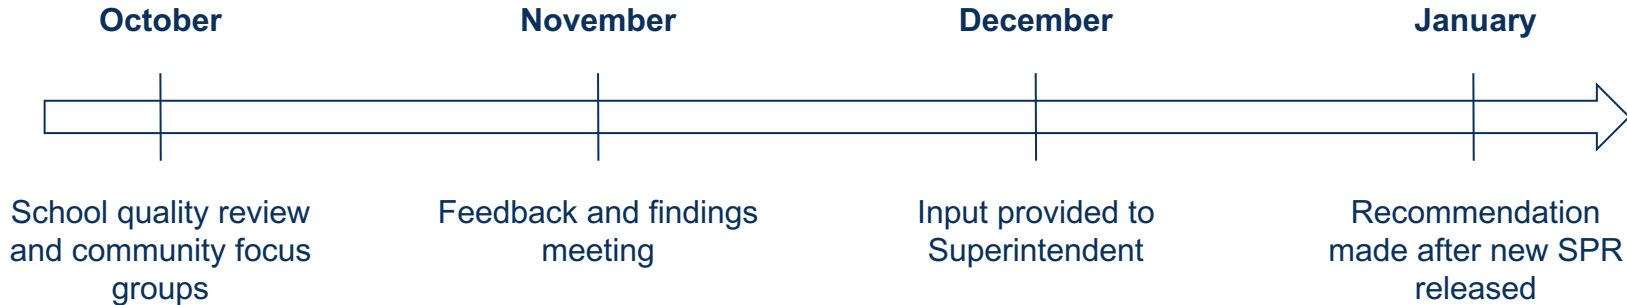 October
November
December
January
School quality review
and community focus
groups
Feedback and findings
meeting
Input provided to
Superintendent
Recommendation
made after new SPR
released